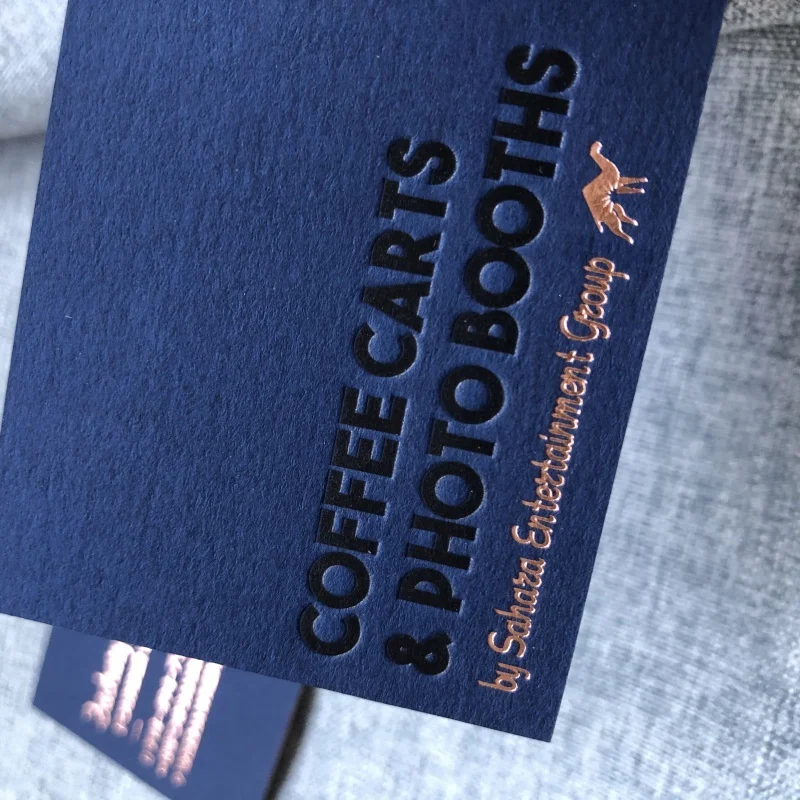 COFFEE CARTS
& PHOTO BOOTHS
by Sahara Entertainment Group